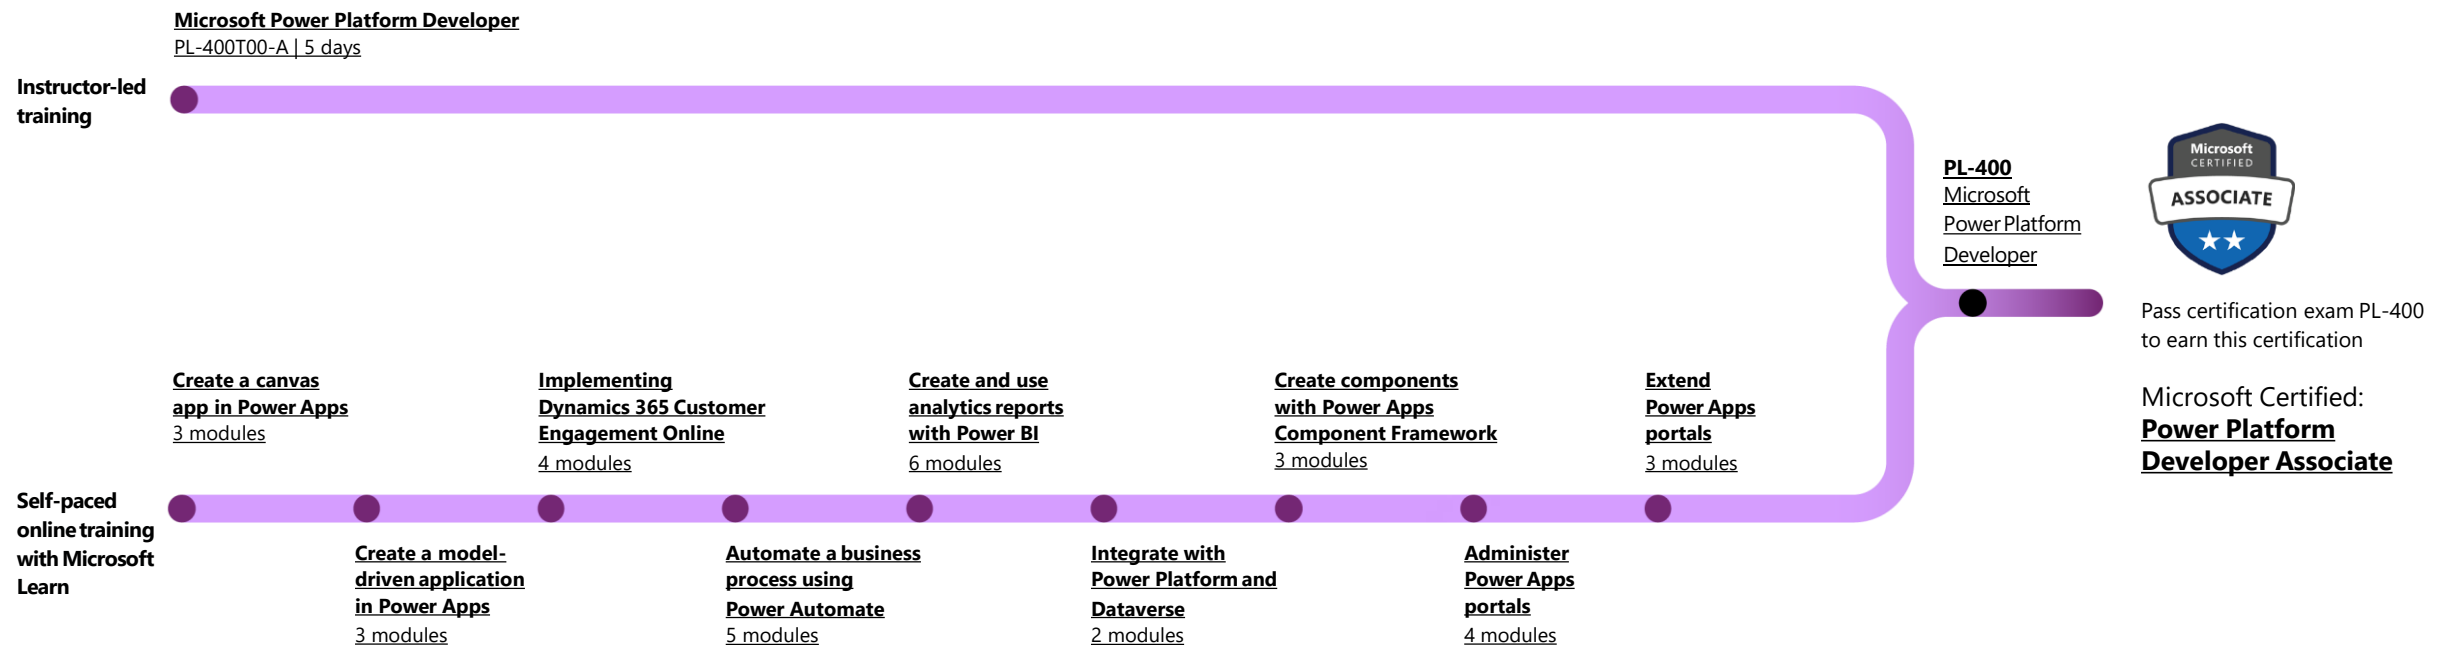 Microsoft Power Platform Developer
PL-400T00-A | 5 days
Instructor-led
training
PL-400
Microsoft
Power Platform
Developer
Microsoft
CERTIFIED
ASSOCIATE
Pass certification exam PL-400
to earn this certification
Microsoft Certified:
Power Platform
Developer Associate
Self-paced
online training
with Microsoft
Learn
Create a canvas
app in Power Apps
3 modules
Create a model-
driven application
in Power Apps
3 modules
Implementing
Dynamics 365 Customer
Engagement Online
4 modules
Automate a business
process using
Power Automate
5 modules
Create and use
analytics reports
with Power BI
6 modules
Integrate with
Power Platform and
Dataverse
2 modules
Create components
with Power Apps
Component Framework
3 modules
Administer
Power Apps
portals
4 modules
Extend
Power Apps
portals
3 modules